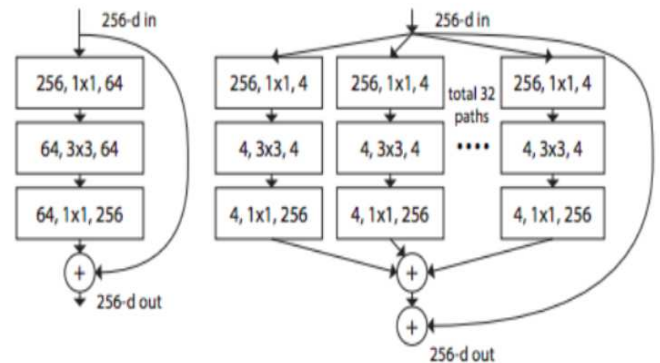 256-d in
256, 1x1, 64
64, 3x3, 64
64, 1x1, 256
+
256-d out
256-d in
256, 1x1, 4
256, 1x1, 4
total 32
paths
256, 1x1, 4
4, 3x3, 4
4, 3x3, 4
....
4, 3x3, 4
4, 1x1, 256
4, 1x1, 256
4, 1x1, 256
+
+
256-d out